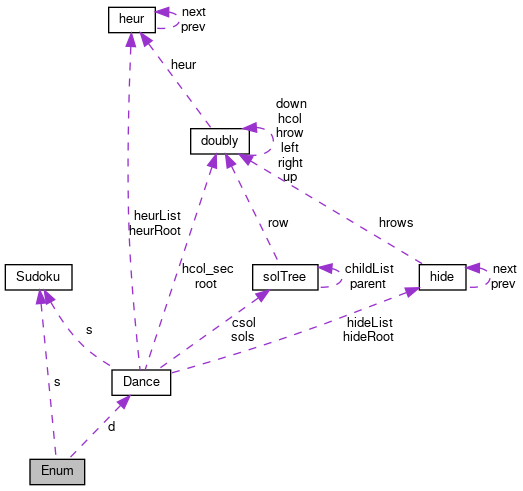 heur
next
prev
heur
down
hcol
hrow
left
right
up
doubly
heurList
heurRoot
row
hrows
hcol_sec
root
Sudoku
solTree
childList
parent
hide
next
prev
s
csol
sols
hideList
hideRoot
s
Dance
d
Enum